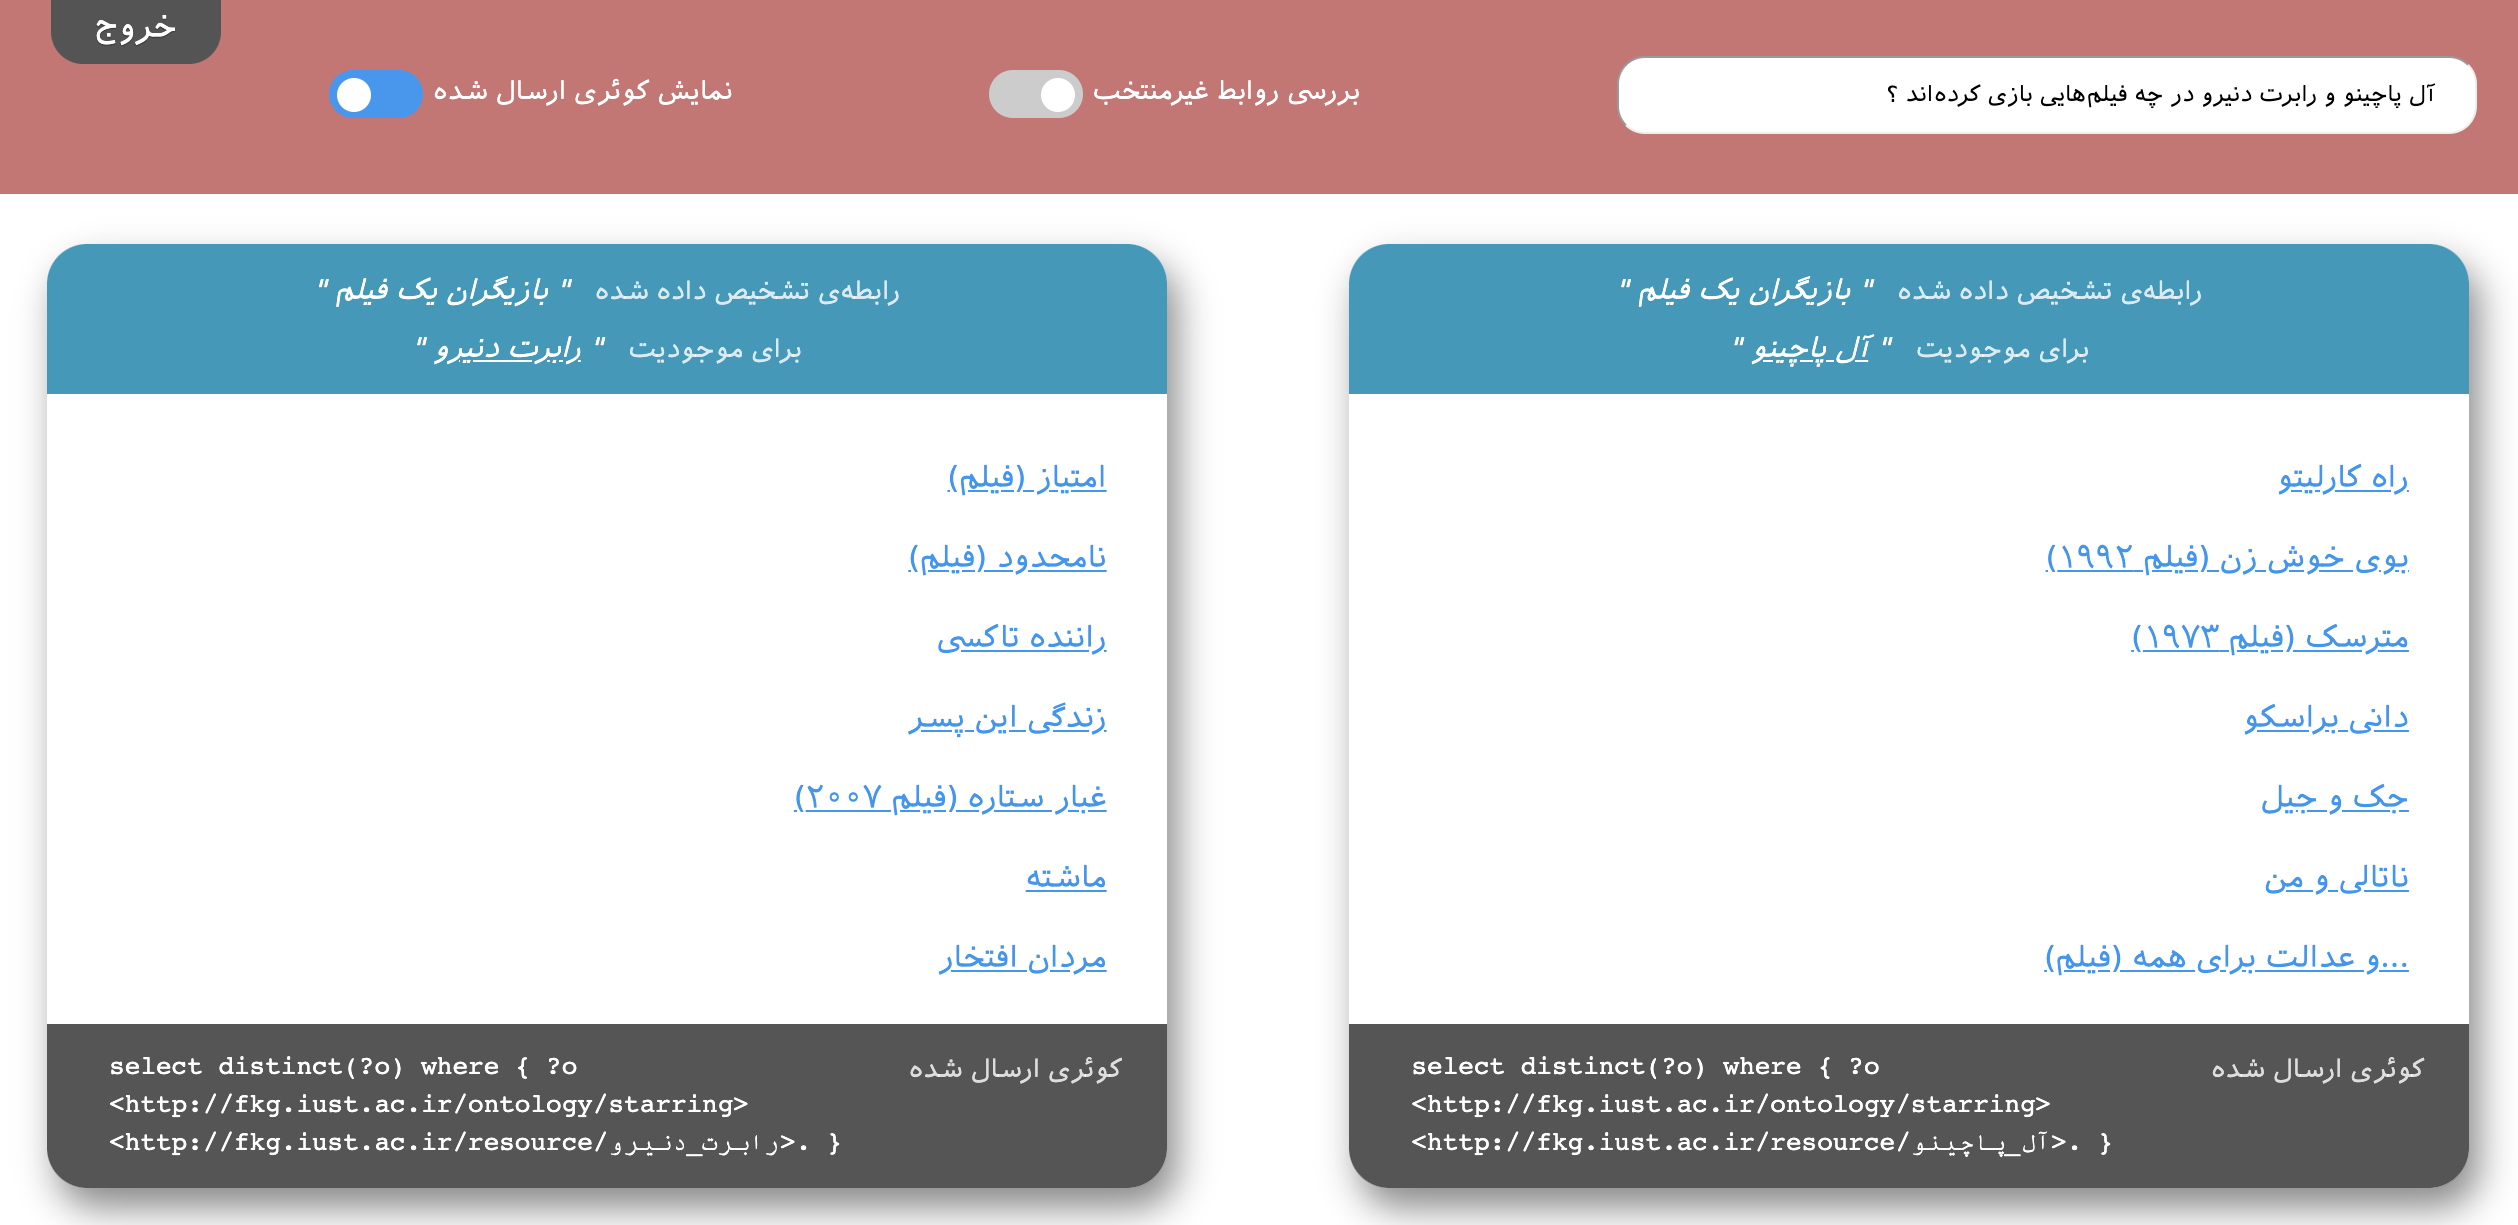 خروج
آل پاچینو و رابرت دنیرو در چه فیلم‌هایی بازی کرده‌اند ؟
بررسی روابط غیرمنتخب
نمایش کوئری ارسال شده
رابطه‌ی تشخیص داده شده " بازیگران یک فیلم "
برای موجودیت " آل پاچینو "
راه کارلیتو
بوی خوش زن (فیلم ۱۹۹۲)
مترسک (فیلم ۱۹۷۳)
دانی براسکو
جک و جیل
ناتالی و من
...و عدالت برای همه (فیلم)
کوئری ارسال شده
select distinct(?o) where { ?o
<http://fkg.iust.ac.ir/ontology/starring>
<http://fkg.iust.ac.ir/resource/آل_پاچینو>. }
رابطه‌ی تشخیص داده شده " بازیگران یک فیلم "
برای موجودیت " رابرت دنیرو "
امتیاز (فیلم)
نامحدود (فیلم)
راننده تاکسی
زندگی این پسر
غبار ستاره (فیلم ۲۰۰۷)
ماشته
مردان افتخار
کوئری ارسال شده
select distinct(?o) where { ?o
<http://fkg.iust.ac.ir/ontology/starring>
<http://fkg.iust.ac.ir/resource/رابرت_دنیرو>. }